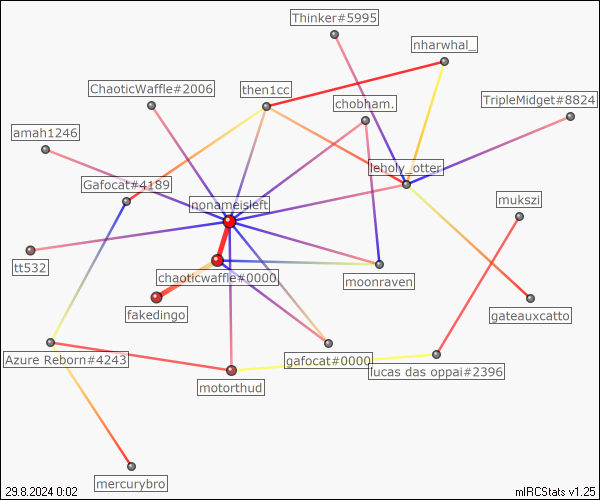 Thinker#5995
nharwhal_
ChaoticWaffle#2006
then1cc
chobham.
TripleMidget#8824
amah1246
leboly_otter
Gafocat#4189
nonameisleft
mukszi
tt532
chaoticwaffle#0000.
moonraven
fakedingo
gateauxcatto
Azure Reborn#4243
gafocat#0000
lucas das oppai#2396
motorthud
mercurybro
29.8.2024 0:02
mIRCStats v1.25